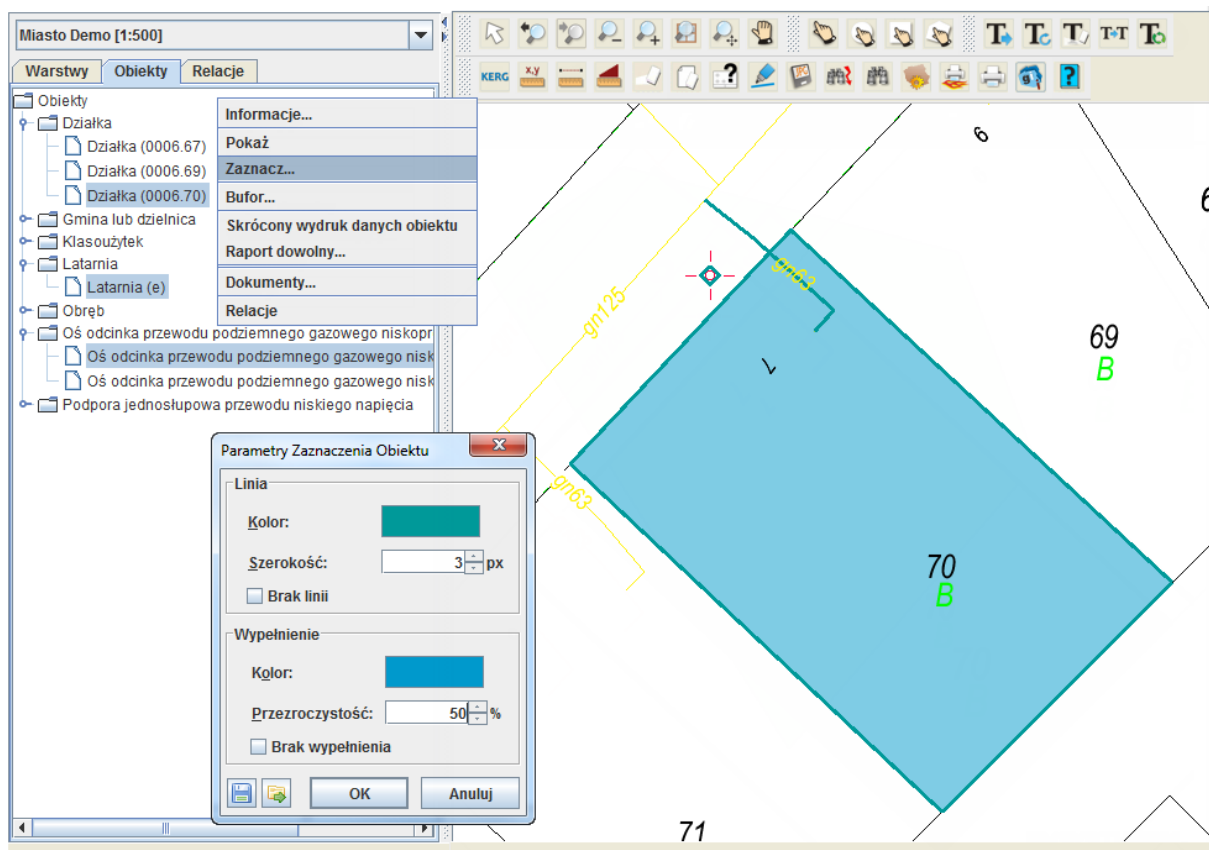 Miasto Demo [1:500]
Warstwy Obiekty Relacje
Obiekty
Działka
Działka (0006.67)
Działka (0006.69)
Działka (0006.70)
Gmina lub dzielnica
Klasoużytek
Latarnia
Latarnia (e)
Obręb
Oś odcinka przewodu podziemnego gazowego niskopr
Oś odcinka przewodu podziemnego gazowego nisk
Oś odcinka przewodu podziemnego gazowego nisk
Podpora jednosłupowa przewodu niskiego napięcia
Informacje...
Pokaż
Zaznacz...
Bufor...
Skrócony wydruk danych obiektu
Raport dowolny...
Dokumenty...
Relacje
Parametry Zaznaczenia Obiektu
Linia
Kolor:
Szerokość: 3 px
Brak linii
Wypełnienie
Kolor:
Przezroczystość: 50 %
Brak wypełnienia
OK Anuluj
T T T T·T T
KERG x,y ? ?
6
6
gn63
gn125
69
B
gn63
70
B
71